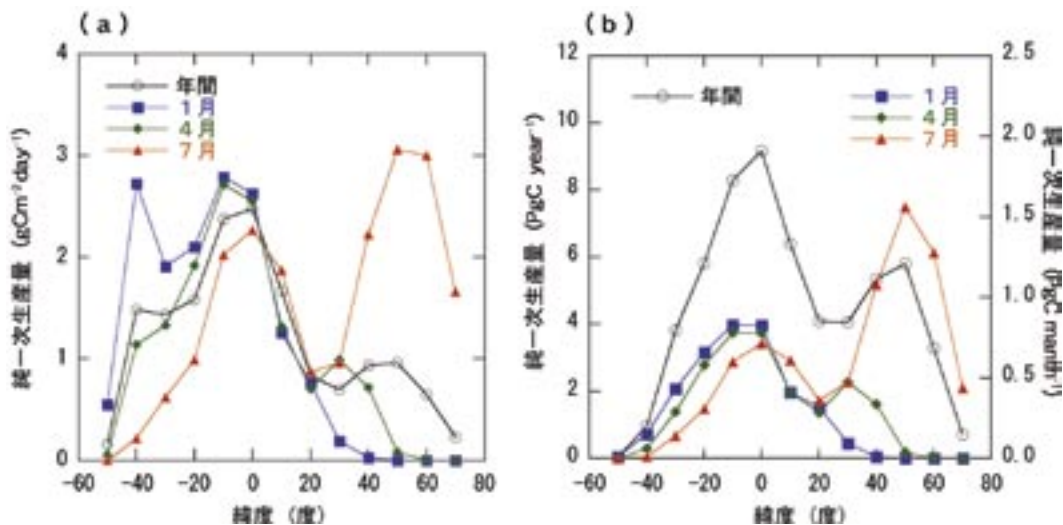 (a)
4
3
2
1
0
純一次生産量 (gCm⁻²day⁻¹)
年間
1月
4月
7月
-60 -40 -20 0 20 40 60 80
緯度 (度)
(b)
12
10
8
6
4
2
0
純一次生産量 (PgC year⁻¹)
年間
1月
4月
7月
2.5
2.0
1.5
1.0
0.5
0.0
純一次生産量 (PgC month⁻¹)
-60 -40 -20 0 20 40 60 80
緯度 (度)